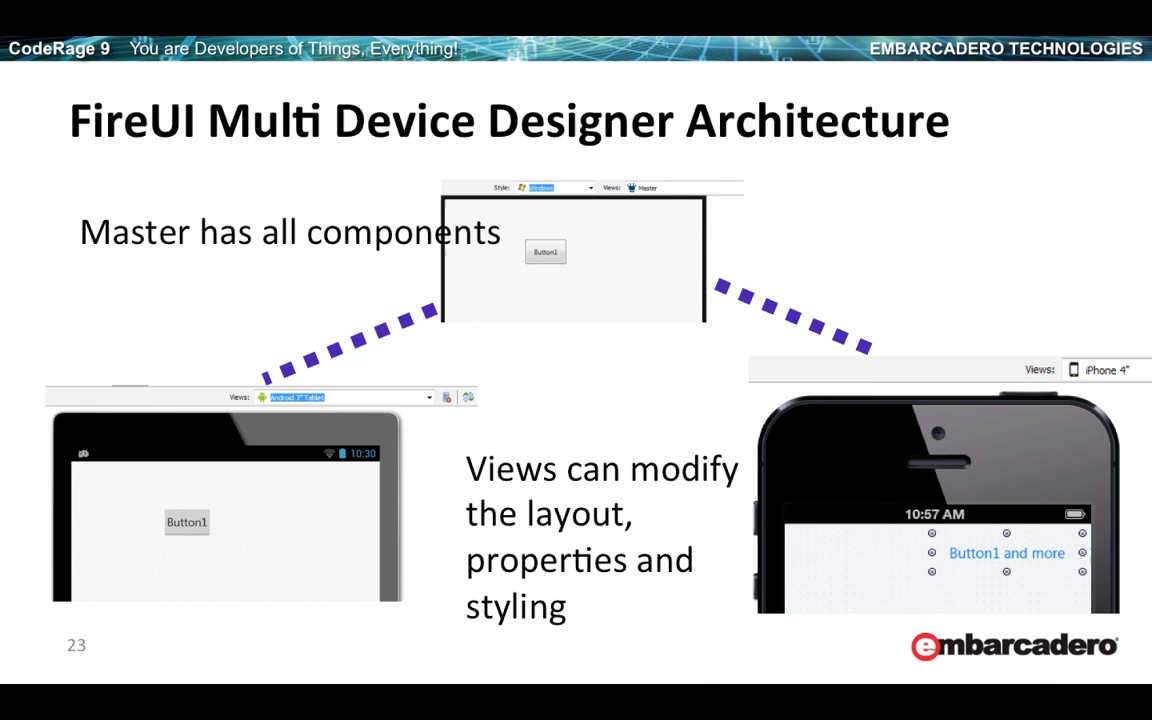 CodeRage 9 You are Developers of Things, Everything!
EMBARCADERO TECHNOLOGIES
FireUI Multi Device Designer Architecture
Style: Windows Views: Master
Master has all components
Button1
Views: iPhone 4"
Views: Android 7" Tablet
10:30
Button1
Views can modify
the layout,
properties and
styling
10:57 AM
Button1 and more
23
embarcadero